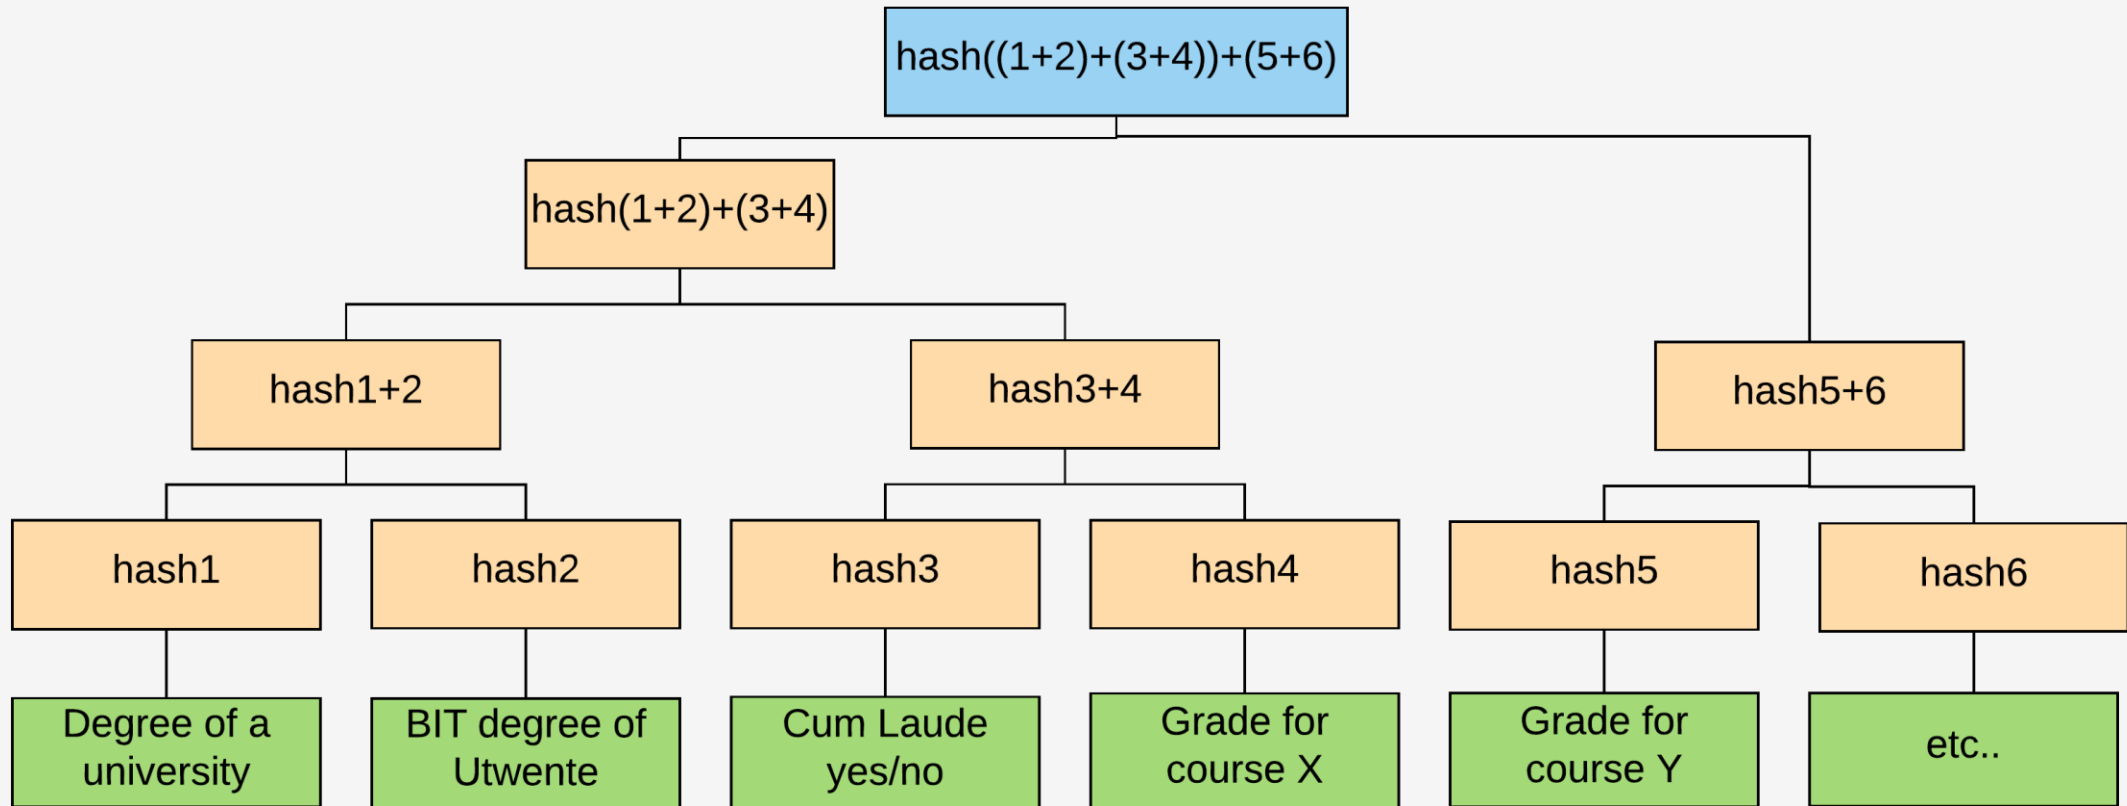 hash((1+2)+(3+4))+(5+6)
hash(1+2)+(3+4)
hash1+2
hash3+4
hash5+6
hash1
hash2
hash3
hash4
hash5
hash6
Degree of a
university
BIT degree of
Utwente
Cum Laude
yes/no
Grade for
course X
Grade for
course Y
etc..